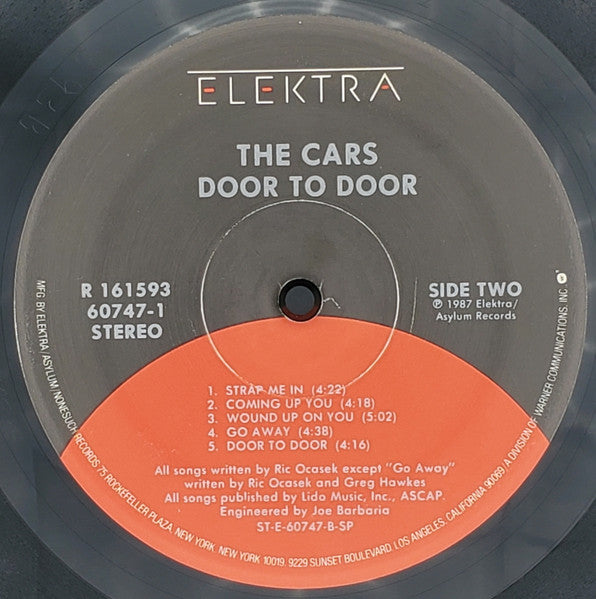 ELEKTRA
THE CARS
DOOR TO DOOR
R 161593
60747-1
STEREO
SIDE TWO
℗ 1987 Elektra/
Asylum Records
1. STRAP ME IN (4:22)
2. COMING UP YOU (4:18)
3. WOUND UP ON YOU (5:02)
4. GO AWAY (4:38)
5. DOOR TO DOOR (4:16)
All songs written by Ric Ocasek except "Go Away"
written by Ric Ocasek and Greg Hawkes
All songs published by Lido Music, Inc., ASCAP.
Engineered by Joe Barbaria
ST-E-60747-B-SP
MFG. BY ELEKTRA/ASYLUM/NONESUCH RECORDS 75 ROCKEFELLER PLAZA, NEW YORK, NEW YORK 10019. 9229 SUNSET BOULEVARD, LOS ANGELES, CALIFORNIA 90069 / A DIVISION OF WARNER COMMUNICATIONS, INC.